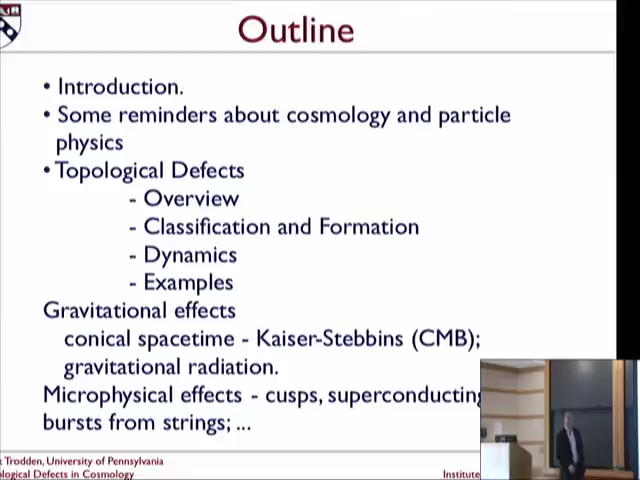 Outline
• Introduction.
• Some reminders about cosmology and particle
physics
• Topological Defects
- Overview
- Classification and Formation
- Dynamics
- Examples
Gravitational effects
conical spacetime - Kaiser-Stebbins (CMB);
gravitational radiation.
Microphysical effects - cusps, superconducting
bursts from strings; ...
Trodden, University of Pennsylvania
ological Defects in Cosmology
Institute